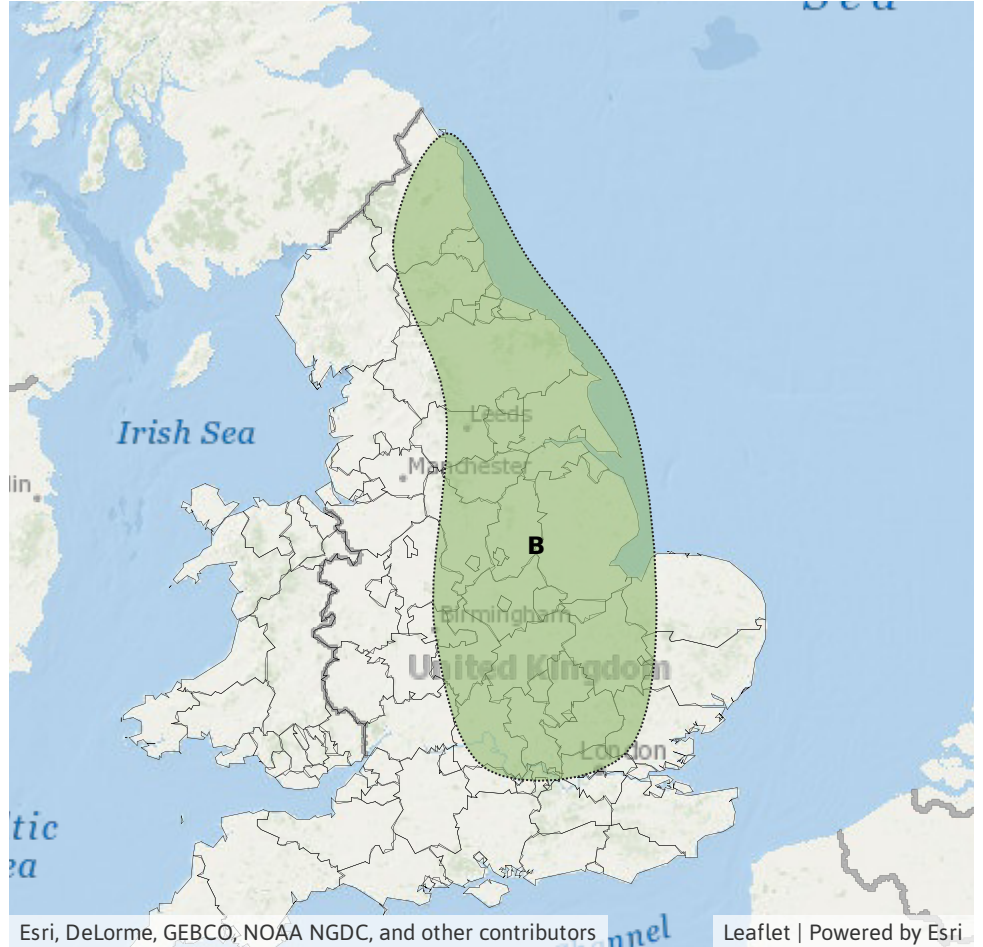 Sea
Leeds
Irish Sea
Manchester
lin
B
Birmingham
United Kingdom
London
tic
ea
Channel
Esri, DeLorme, GEBCO, NOAA NGDC, and other contributors
Leaflet | Powered by Esri